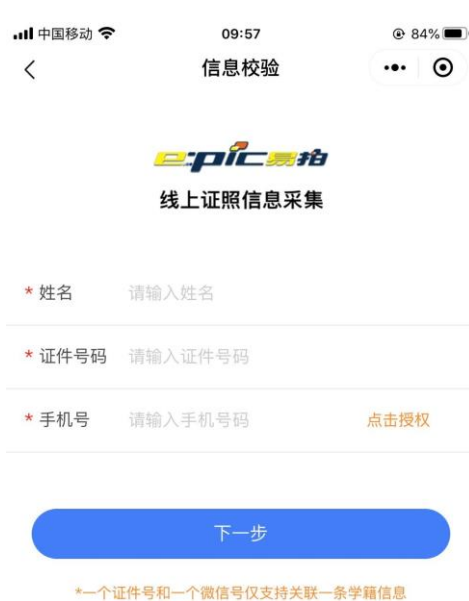 中国移动 09:57 84%
信息校验
e:pic易拍
线上证照信息采集
* 姓名 请输入姓名
* 证件号码 请输入证件号码
* 手机号 请输入手机号码 点击授权
下一步
*一个证件号和一个微信号仅支持关联一条学籍信息